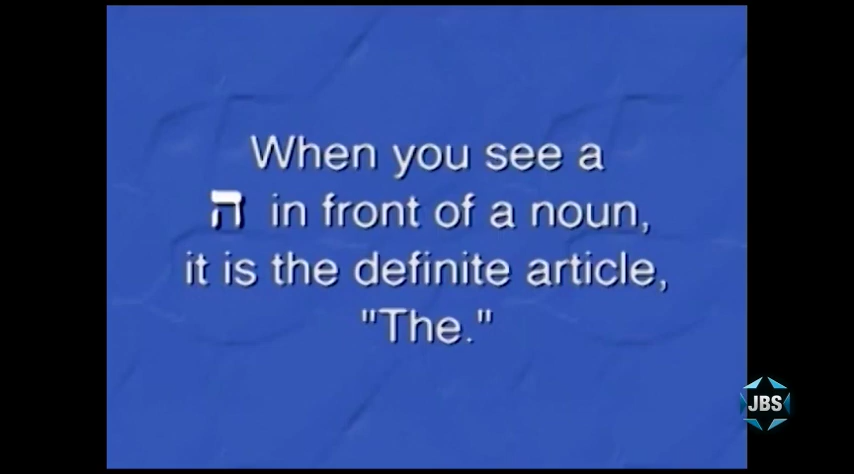 When you see a
ה in front of a noun,
it is the definite article,
"The."
JBS